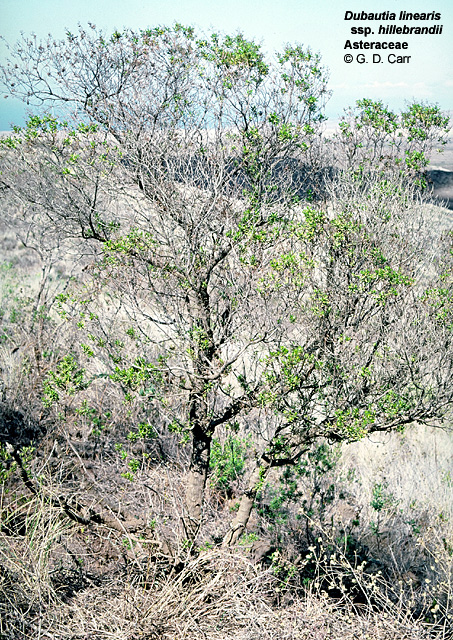 Dubautia linearis
ssp. hillebrandii
Asteraceae
© G. D. Carr